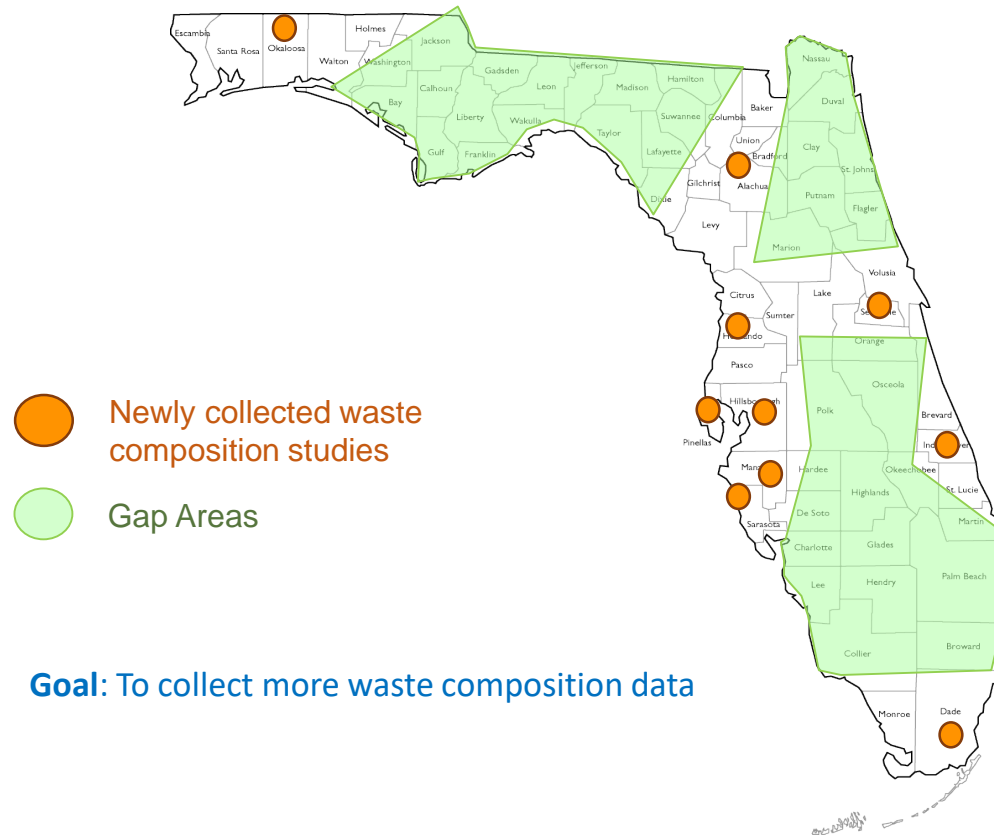 Escambia
Santa Rosa
Okaloosa
Walton
Holmes
Washington
Jackson
Bay
Calhoun
Gulf
Liberty
Franklin
Gadsden
Leon
Wakulla
Jefferson
Madison
Taylor
Hamilton
Suwannee
Lafayette
Columbia
Baker
Union
Bradford
Nassau
Duval
Clay
St. Johns
Putnam
Flagler
Gilchrist
Alachua
Levy
Marion
Volusia
Citrus
Sumter
Lake
Orange
Pasco
Osceola
Hillsborough
Polk
Brevard
Pinellas
Hardee
Okeechobee
Highlands
St. Lucie
De Soto
Sarasota
Martin
Charlotte
Glades
Lee
Hendry
Palm Beach
Collier
Broward
Monroe
Dade
Newly collected waste
composition studies
Gap Areas
Goal: To collect more waste composition data